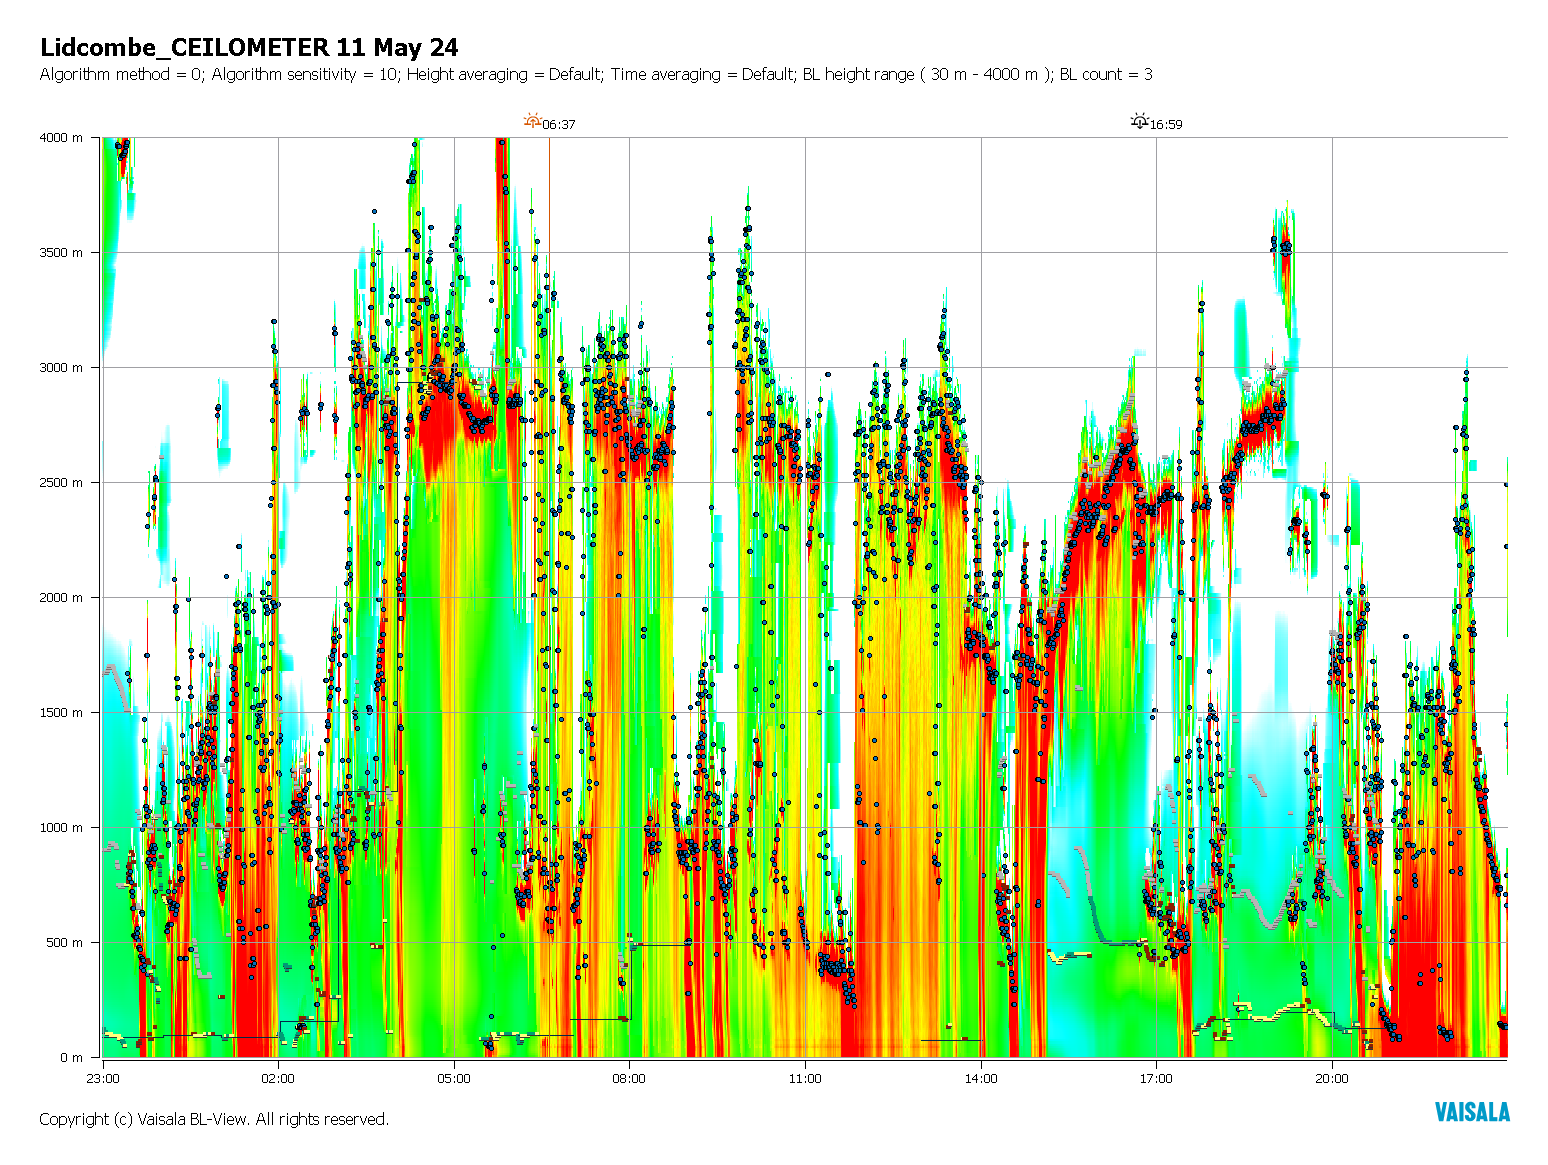 Lidcombe_CEILOMETER 11 May 24
Algorithm method = 0; Algorithm sensitivity = 10; Height averaging = Default; Time averaging = Default; BL height range ( 30 m - 4000 m ); BL count = 3
06:37
16:59
4000 m
3500 m
3000 m
2500 m
2000 m
1500 m
1000 m
500 m
0 m
23:00
02:00
05:00
08:00
11:00
14:00
17:00
20:00
Copyright (c) Vaisala BL-View. All rights reserved.
VAISALA